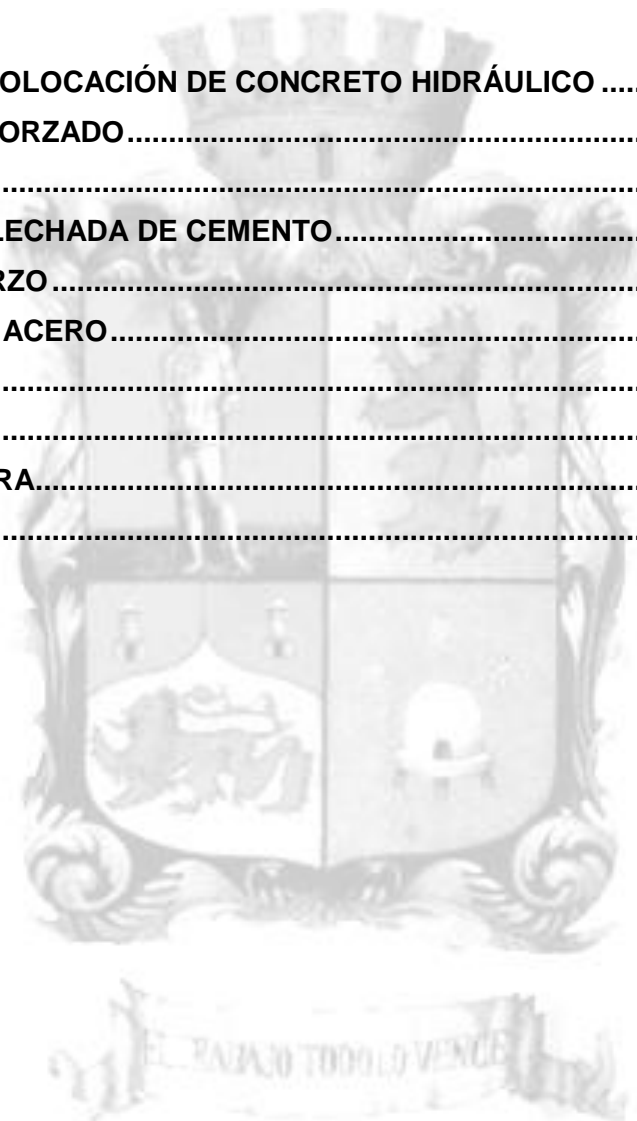 OLOCACIÓN DE CONCRETO HIDRÁULICO .....
ORZADO..............................................................
..............................................................................
LECHADA DE CEMENTO.....................................
RZO.......................................................................
ACERO................................................................
..............................................................................
..............................................................................
RA.........................................................................
..............................................................................
EL TRABAJO TODO LO VENCE